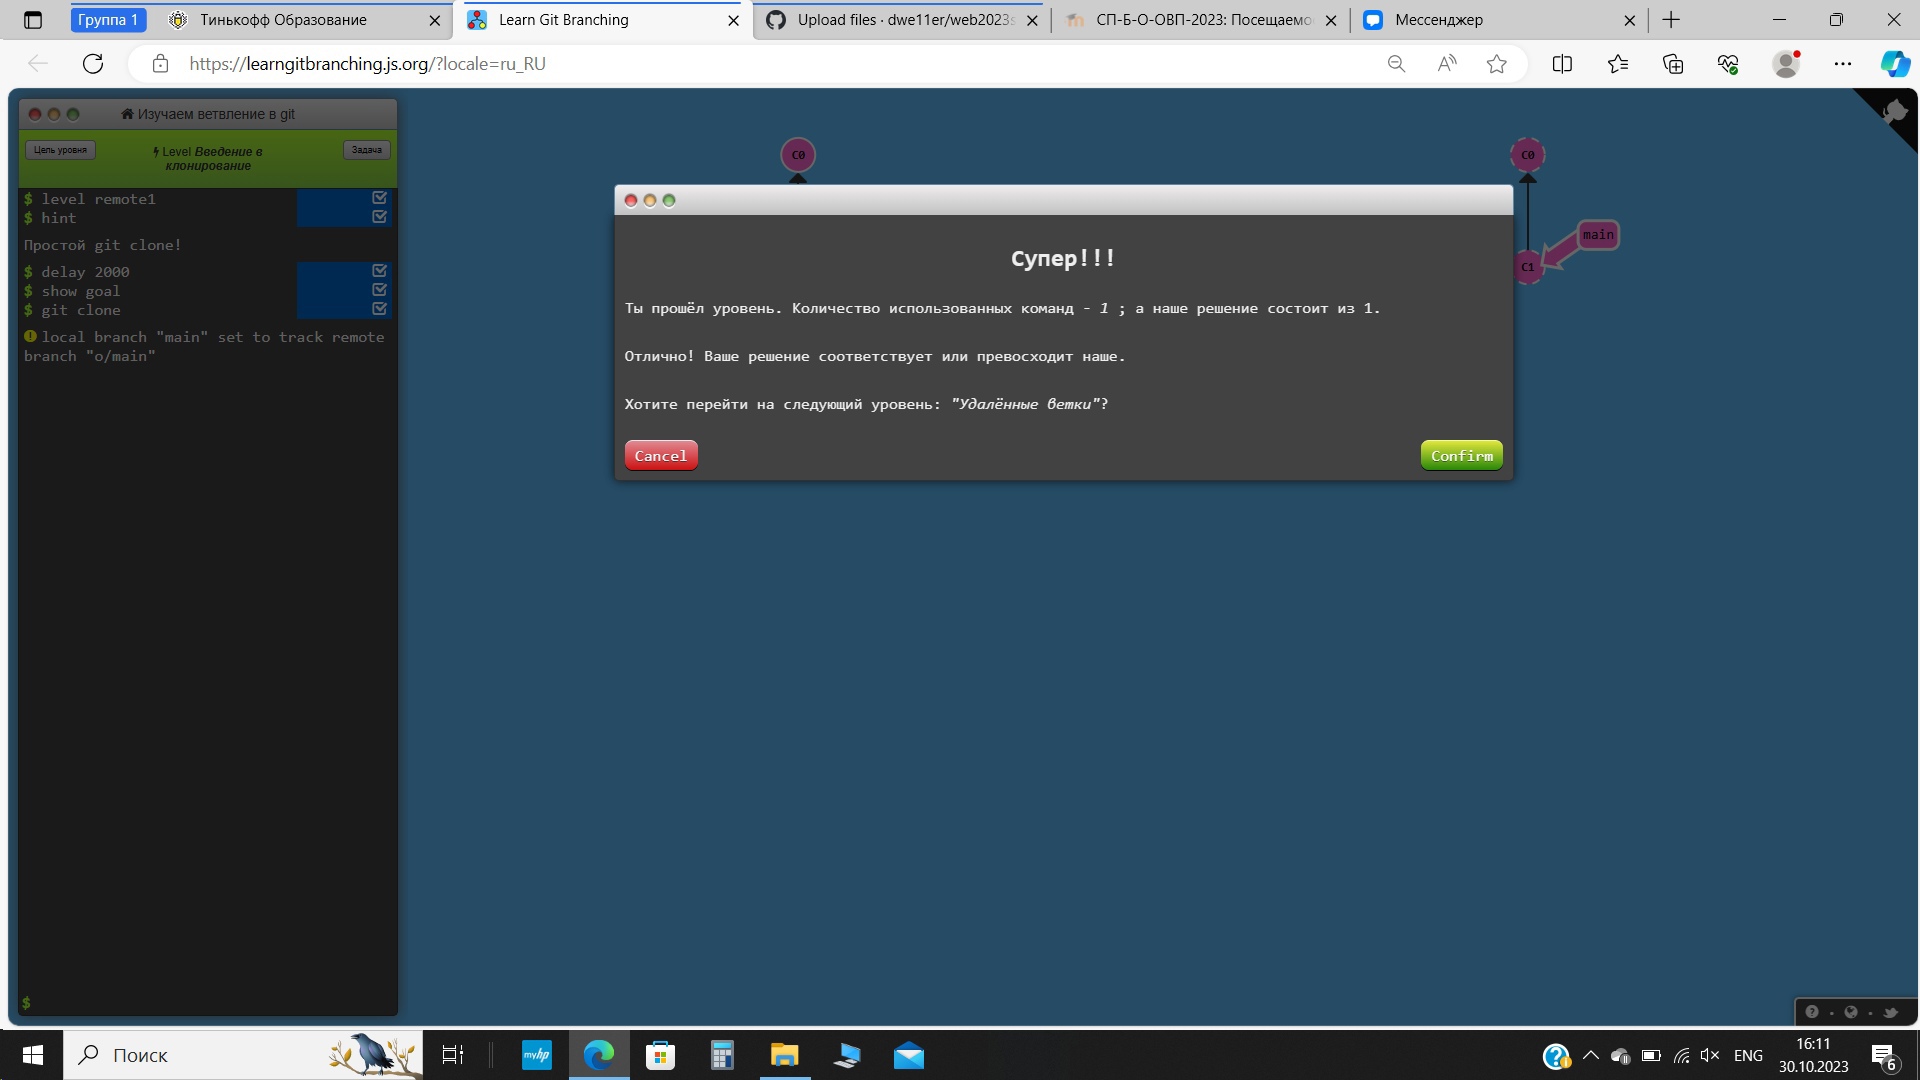 Группа 1
Тинькофф Образование
Learn Git Branching
Upload files · dwe11er/web2023s
СП-Б-О-ОВП-2023: Посещаемо
Мессенджер
https://learngitbranching.js.org/?locale=ru_RU
Изучаем ветвление в git
Цель уровня
Level Введение в
клонирование
Задача
$ level remote1
$ hint
Простой git clone!
$ delay 2000
$ show goal
$ git clone
local branch "main" set to track remote
branch "o/main"
$
C0
C0
main
C1
Супер!!!
Ты прошёл уровень. Количество использованных команд - 1 ; а наше решение состоит из 1.
Отлично! Ваше решение соответствует или превосходит наше.
Хотите перейти на следующий уровень: "Удалённые ветки"?
Cancel
Confirm
Поиск
myhp
ENG
16:11
30.10.2023
6